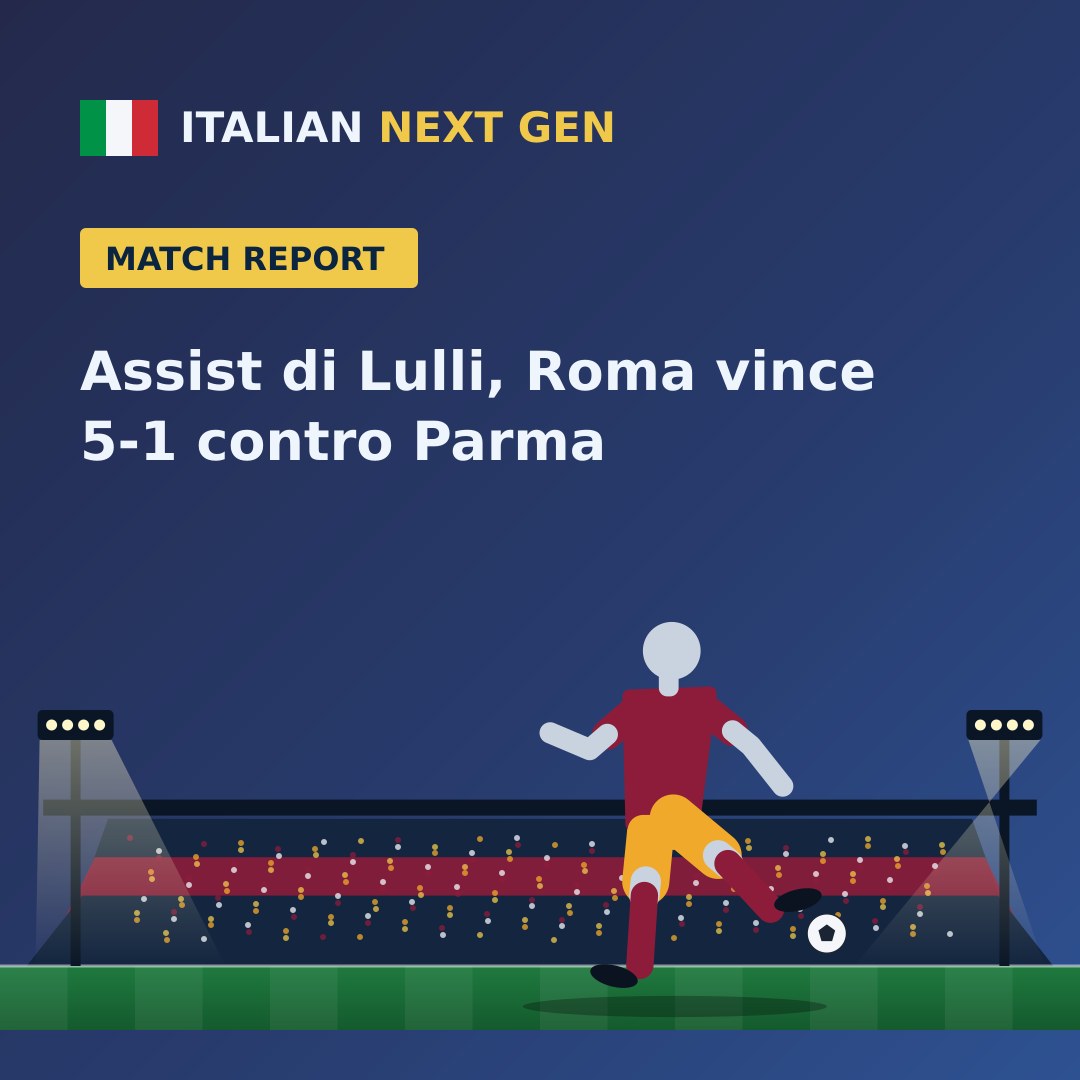 ITALIAN NEXT GEN
MATCH REPORT
Assist di Lulli, Roma vince
5-1 contro Parma